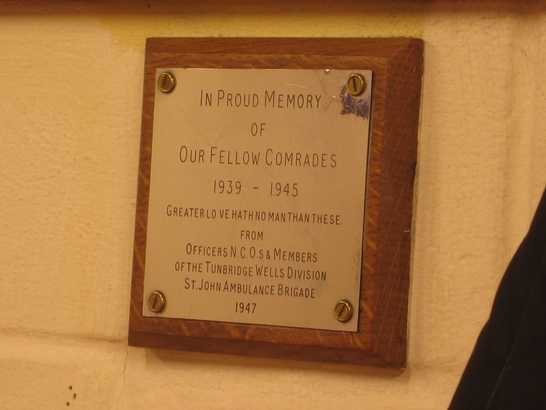 In Proud Memory
of
Our Fellow Comrades
1939 - 1945
Greater love hath no man than these.
from
Officers N.C.O.s & Members
of the Tunbridge Wells Division
St. John Ambulance Brigade
1947